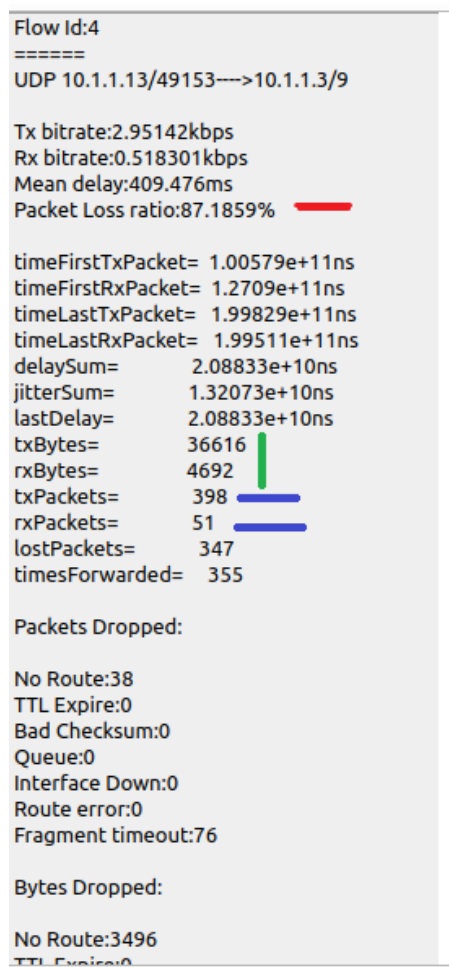 Flow Id:4
======
UDP 10.1.1.13/49153---->10.1.1.3/9
Tx bitrate:2.95142kbps
Rx bitrate:0.518301kbps
Mean delay:409.476ms
Packet Loss ratio:87.1859%
timeFirstTxPacket= 1.00579e+11ns
timeFirstRxPacket= 1.2709e+11ns
timeLastTxPacket= 1.99829e+11ns
timeLastRxPacket= 1.99511e+11ns
delaySum= 2.08833e+10ns
jitterSum= 1.32073e+10ns
lastDelay= 2.08833e+10ns
txBytes= 36616
rxBytes= 4692
txPackets= 398
rxPackets= 51
lostPackets= 347
timesForwarded= 355
Packets Dropped:
No Route:38
TTL Expire:0
Bad Checksum:0
Queue:0
Interface Down:0
Route error:0
Fragment timeout:76
Bytes Dropped:
No Route:3496
TTL Expire:0